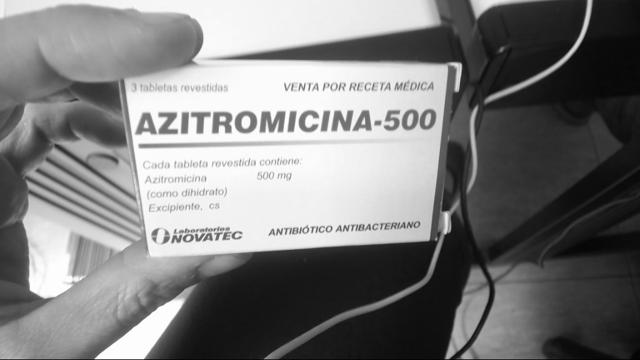 3 tabletas revestidas VENTA POR RECETA MÉDICA
AZITROMICINA-500
Cada tableta revestida contiene:
Azitromicina 500 mg
(como dihidrato)
Excipiente, cs
Laboratorios
NOVATEC
ANTIBIÓTICO ANTIBACTERIANO